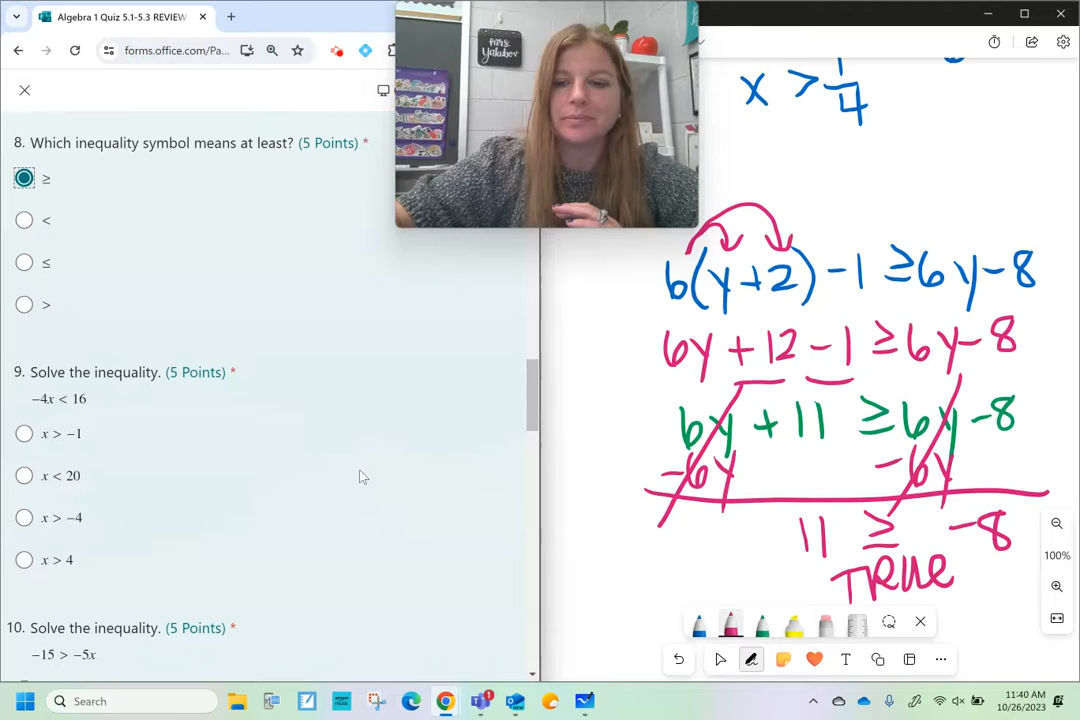 Algebra 1 Quiz 5.1-5.3 REVIEW
forms.office.com/Pa...
Mrs. Yakubov
8. Which inequality symbol means at least? (5 Points) *
≥
<
≤
>
9. Solve the inequality. (5 Points) *
−4x < 16
x > −1
x < 20
x > −4
x > 4
10. Solve the inequality. (5 Points) *
−15 > −5x
x > 1/4
6(y+2) -1 ≥ 6y-8
6y +12 -1 ≥ 6y-8
6y + 11 ≥ 6y -8
-6y -6y
11 ≥ -8
TRUE
100%
Search
1
11:40 AM
10/26/2023